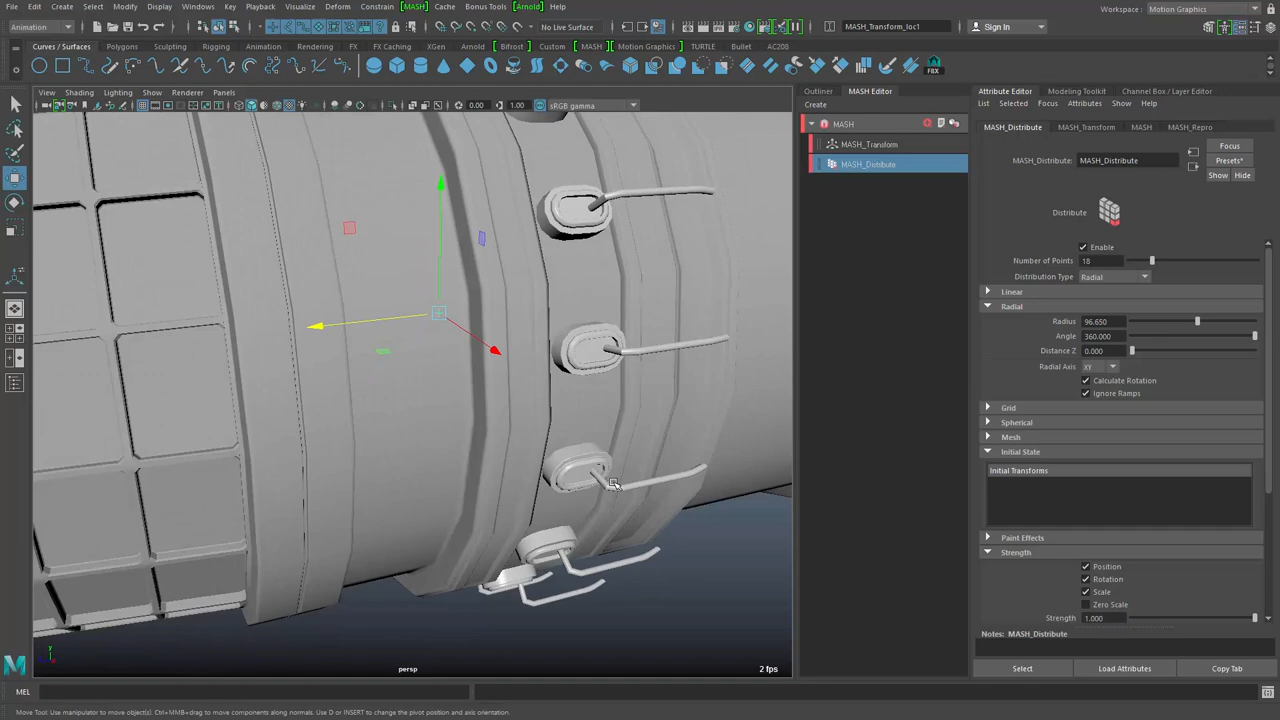 File Edit Create Select Modify Display Windows Key Playback Visualize Deform Constrain [MASH] Cache Bonus Tools [Arnold] Help
Workspace: Motion Graphics
Animation
No Live Surface
MASH_Transform_loc1
Sign In
Curves / Surfaces Polygons Sculpting Rigging Animation Rendering FX FX Caching XGen Arnold [ Bifrost Custom [ MASH [ Motion Graphics TURTLE Bullet AC208
FBX
View Shading Lighting Show Renderer Panels
0.00 1.00 sRGB gamma
Outliner MASH Editor
Create
MASH
MASH_Transform
MASH_Distribute
Attribute Editor Modeling Toolkit Channel Box / Layer Editor
List Selected Focus Attributes Show Help
MASH_Distribute MASH_Transform MASH MASH_Repro
Focus
MASH_Distribute: MASH_Distribute
Presets*
Show Hide
Distribute
Enable
Number of Points 18
Distribution Type Radial
Linear
Radial
Radius 96.650
Angle 360.000
Distance Z 0.000
Radial Axis xy
Calculate Rotation
Ignore Ramps
Grid
Spherical
Mesh
Initial State
Initial Transforms
Paint Effects
Strength
Position
Rotation
Scale
Zero Scale
Strength 1.000
Notes: MASH_Distribute
Select Load Attributes Copy Tab
y
persp
2 fps
MEL
Move Tool: Use manipulator to move object(s). Ctrl+MMB+drag to move components along normals. Use D or INSERT to change the pivot position and axis orientation.